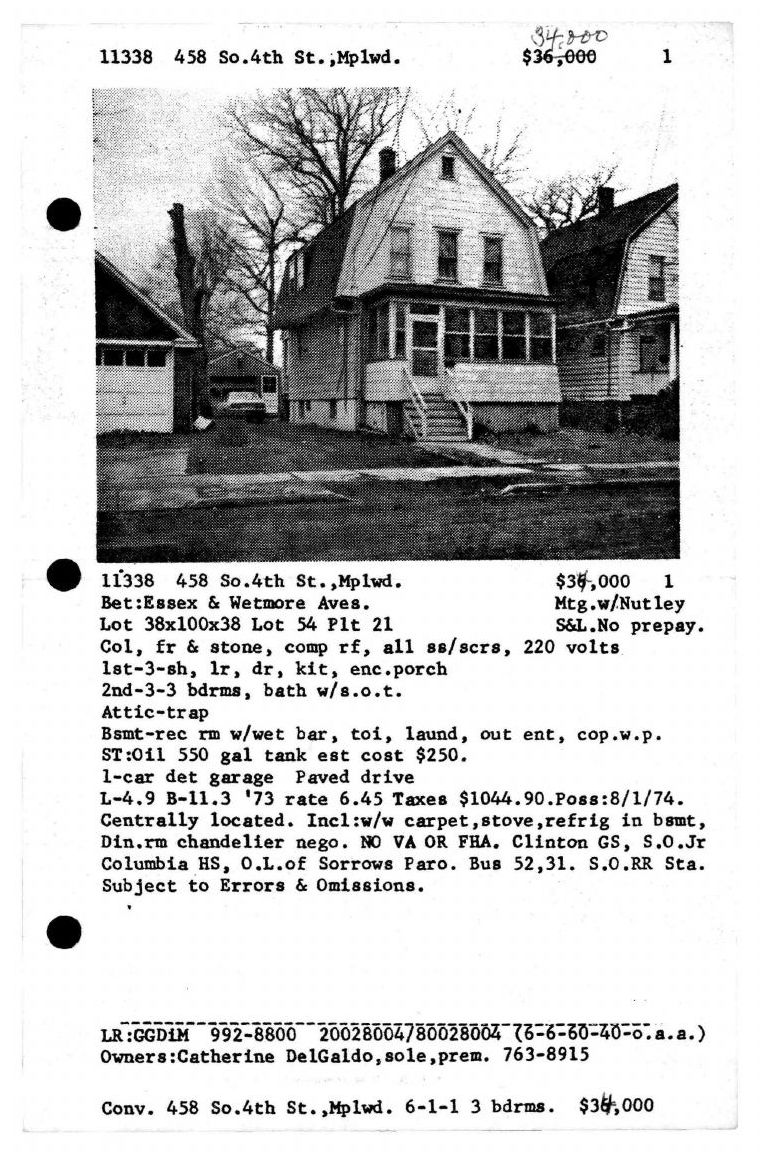 34,000
11338 458 So.4th St.,Mplwd. $36,000 1
11338 458 So.4th St.,Mplwd. $34,000 1
Bet:Essex & Wetmore Aves. Mtg.w/Nutley
Lot 38x100x38 Lot 54 Plt 21 S&L.No prepay.
Col, fr & stone, comp rf, all ss/scrs, 220 volts
1st-3-sh, lr, dr, kit, enc.porch
2nd-3-3 bdrms, bath w/s.o.t.
Attic-trap
Bsmt-rec rm w/wet bar, toi, laund, out ent, cop.w.p.
ST:Oil 550 gal tank est cost $250.
1-car det garage Paved drive
L-4.9 B-11.3 '73 rate 6.45 Taxes $1044.90.Poss:8/1/74.
Centrally located. Incl:w/w carpet,stove,refrig in bsmt,
Din.rm chandelier nego. NO VA OR FHA. Clinton GS, S.O.Jr
Columbia HS, O.L.of Sorrows Paro. Bus 52,31. S.O.RR Sta.
Subject to Errors & Omissions.
LR:GGDiM 992-8800 20028004/80028004 (6-6-60-40-o.a.a.)
Owners:Catherine DelGaldo,sole,prem. 763-8915
Conv. 458 So.4th St.,Mplwd. 6-1-1 3 bdrms. $34,000